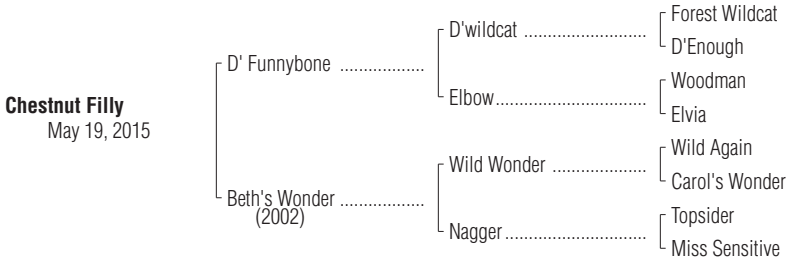 Forest Wildcat
D'wildcat ..........................
D'Enough
D' Funnybone ..................
Woodman
Elbow................................
Elvia
Chestnut Filly
May 19, 2015
Wild Again
Wild Wonder ....................
Carol's Wonder
Beth's Wonder ..................
(2002)
Topsider
Nagger..............................
Miss Sensitive